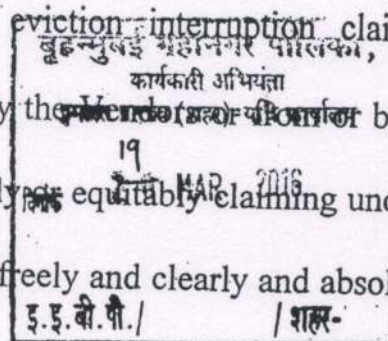 eviction interruption clai
बृहन्मुंबई महानगर पालिका,
कार्यकारी अभियंता
y the Vendor or b
19 MAR 2016
equitably claiming und
freely and clearly and absol
इ.इ.बी.पी./ /शहर-